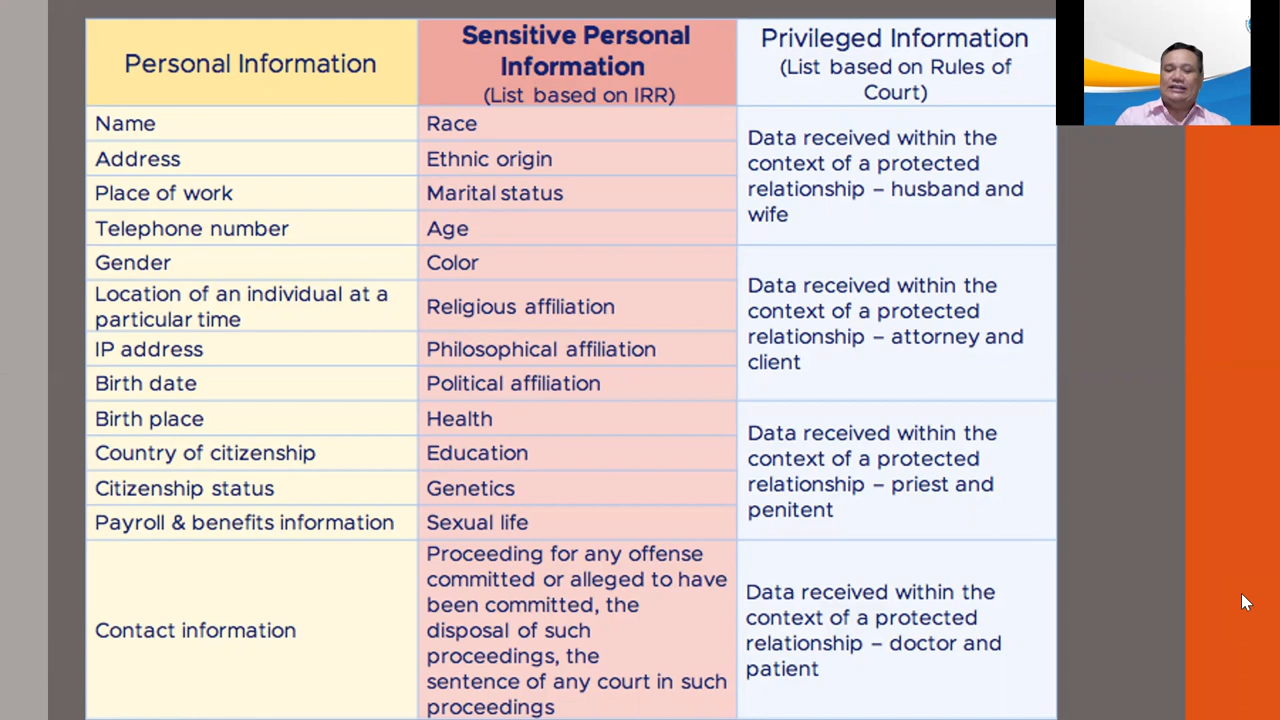 Personal Information
Sensitive Personal
Information
(List based on IRR)
Privileged Information
(List based on Rules of
Court)
Name
Address
Place of work
Telephone number
Gender
Location of an individual at a
particular time
IP address
Birth date
Birth place
Country of citizenship
Citizenship status
Payroll & benefits information
Contact information
Race
Ethnic origin
Marital status
Age
Color
Religious affiliation
Philosophical affiliation
Political affiliation
Health
Education
Genetics
Sexual life
Proceeding for any offense
committed or alleged to have
been committed, the
disposal of such
proceedings, the
sentence of any court in such
proceedings
Data received within the
context of a protected
relationship – husband and
wife
Data received within the
context of a protected
relationship – attorney and
client
Data received within the
context of a protected
relationship – priest and
penitent
Data received within the
context of a protected
relationship – doctor and
patient